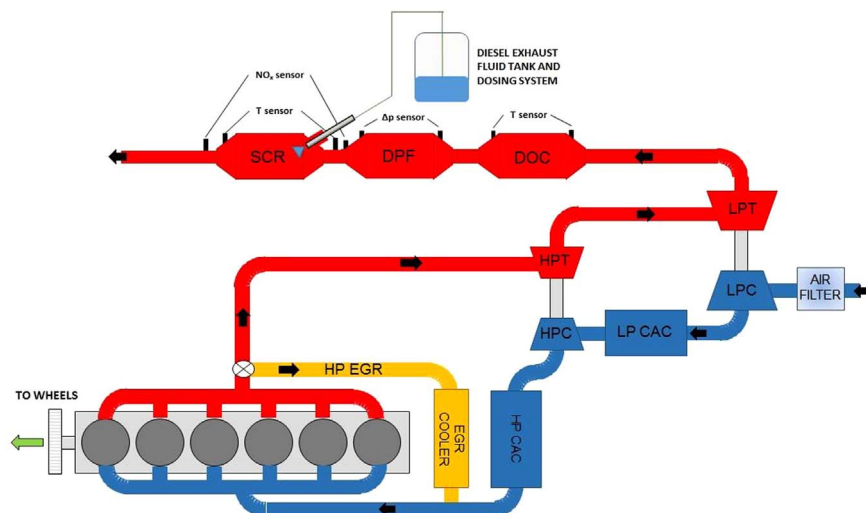 DIESEL EXHAUST
FLUID TANK AND
DOSING SYSTEM
NOx sensor
T sensor
Δp sensor
T sensor
SCR
DPF
DOC
LPT
HPT
LPC
AIR
FILTER
HPC
LP CAC
HP EGR
TO WHEELS
EGR
COOLER
HP CAC